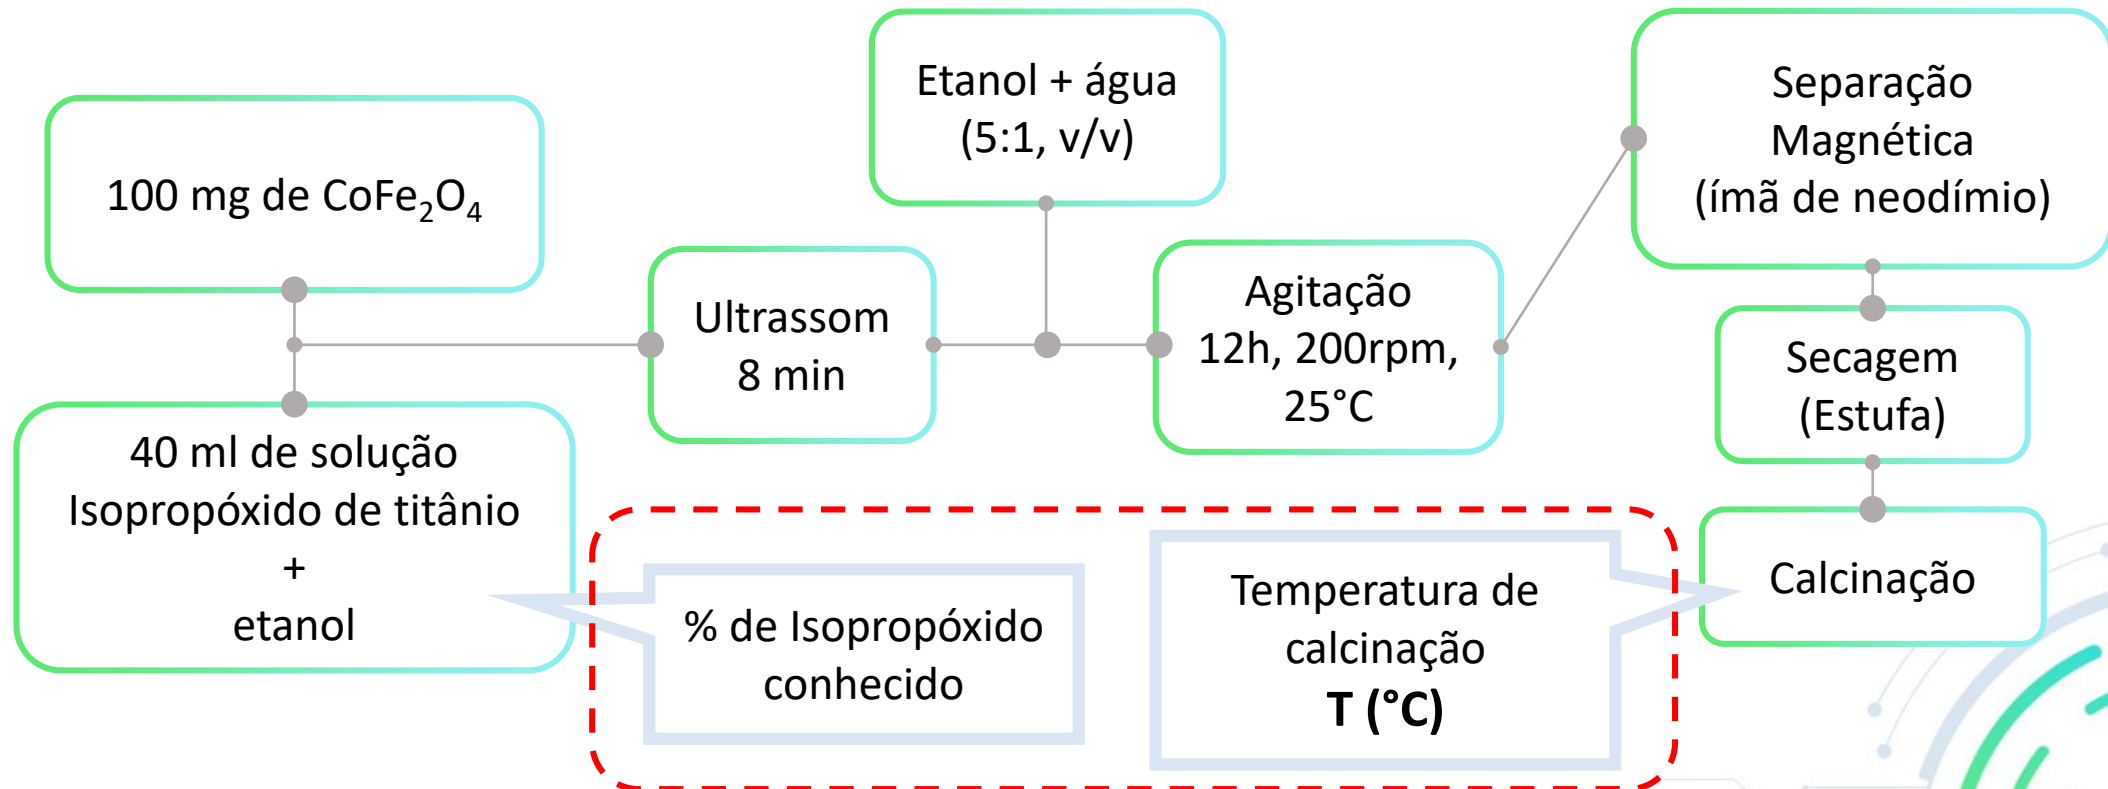 100 mg de CoFe₂O₄
40 ml de solução
Isopropóxido de titânio
+
etanol
% de Isopropóxido
conhecido
Ultrassom
8 min
Etanol + água
(5:1, v/v)
Agitação
12h, 200rpm,
25°C
Separação
Magnética
(ímã de neodímio)
Secagem
(Estufa)
Calcinação
Temperatura de
calcinação
T (°C)